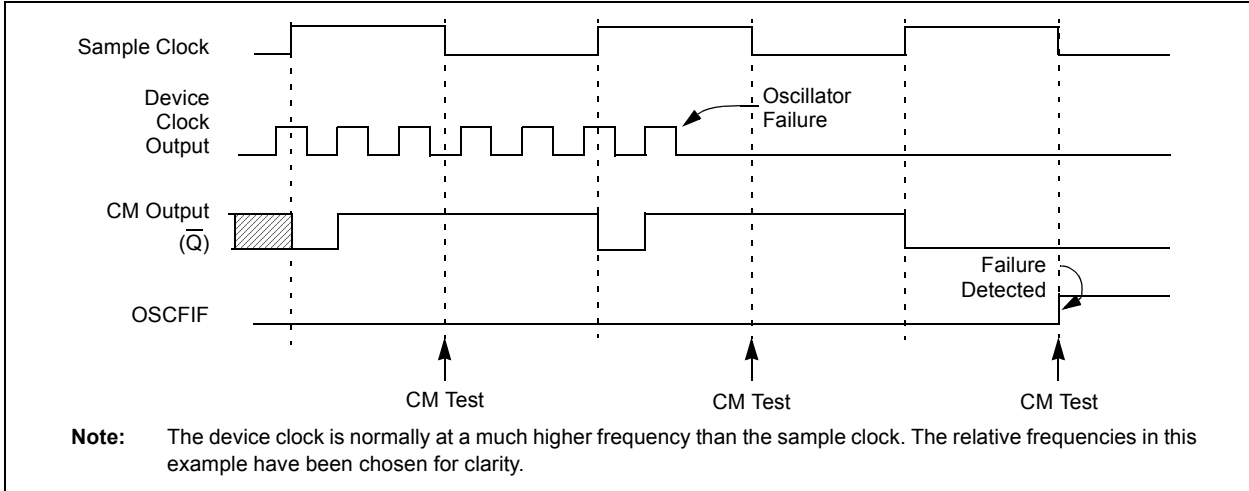 Sample Clock
Device
Clock
Output
Oscillator
Failure
CM Output
(Q̅)
Failure
Detected
OSCFIF
CM Test
CM Test
CM Test
Note: The device clock is normally at a much higher frequency than the sample clock. The relative frequencies in this
example have been chosen for clarity.